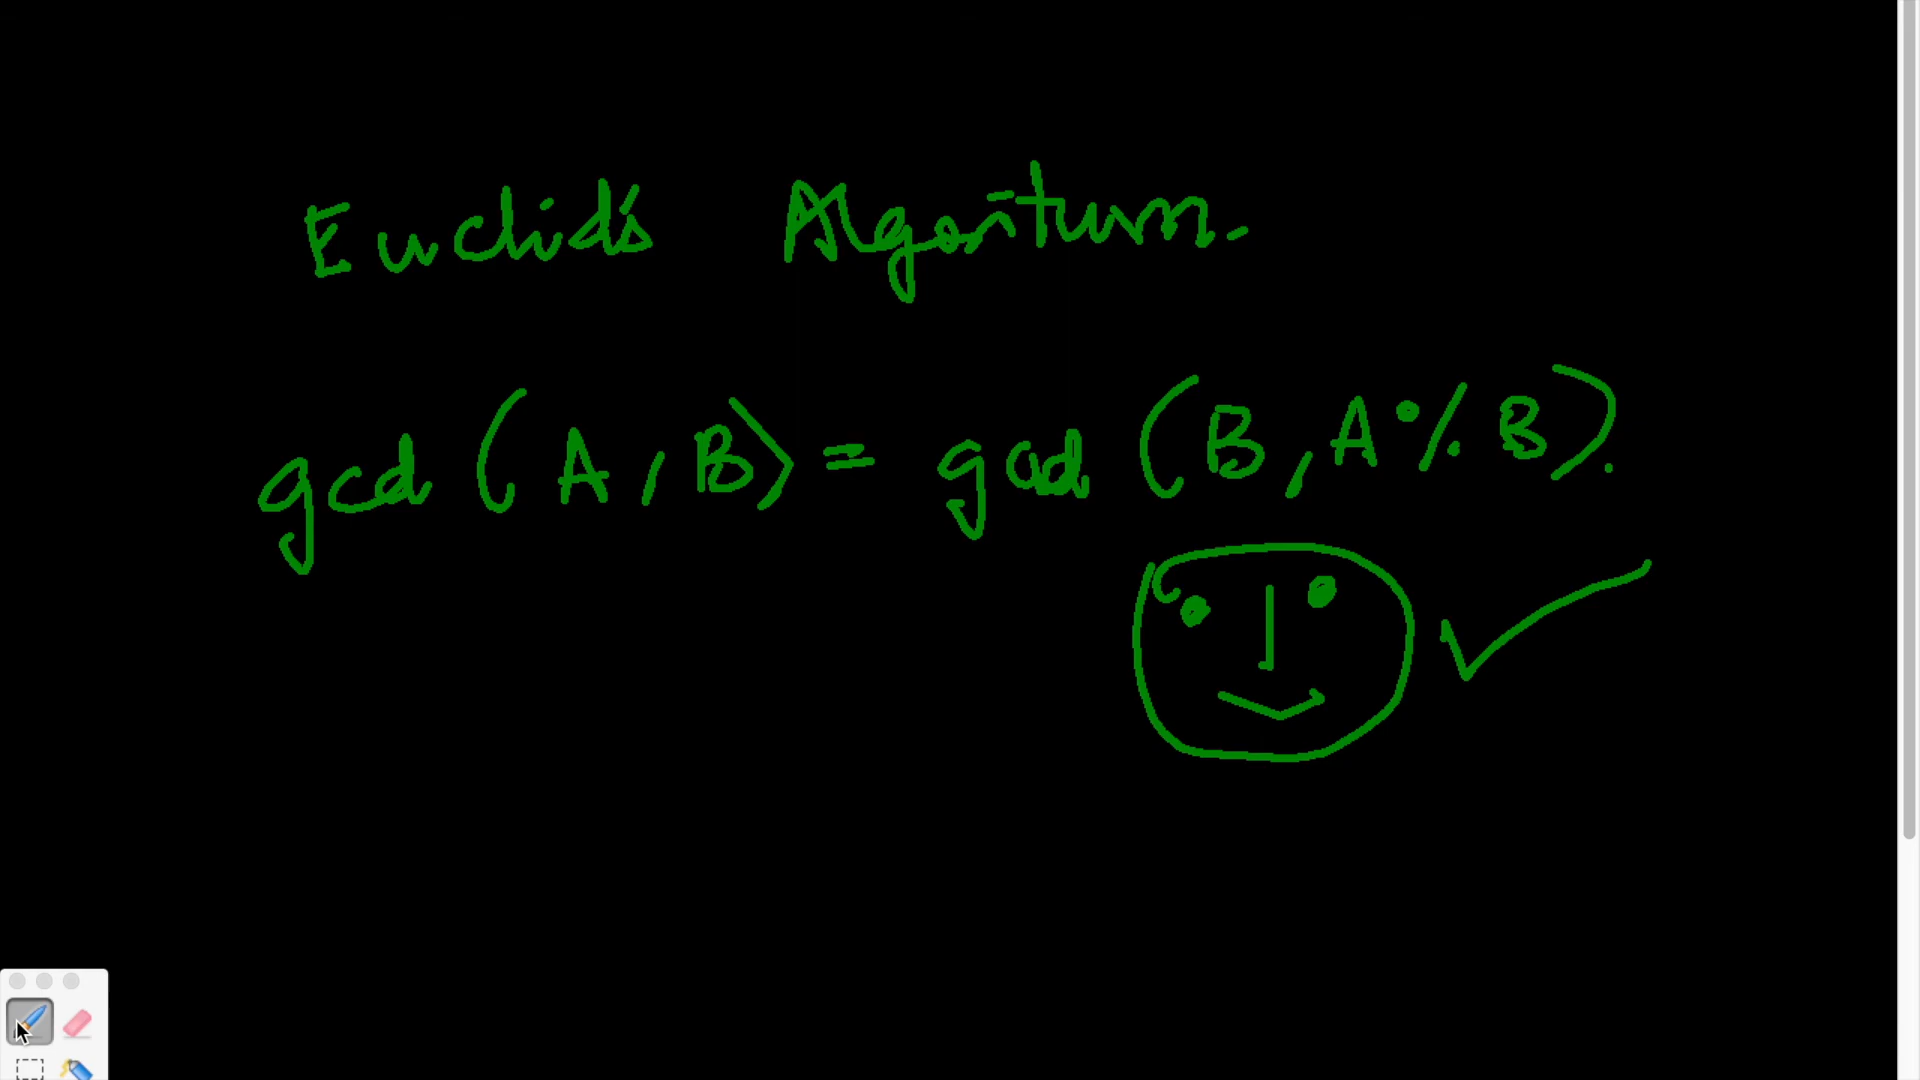 Euclid's Algorithm.
gcd (A, B) = gcd (B, A % B).